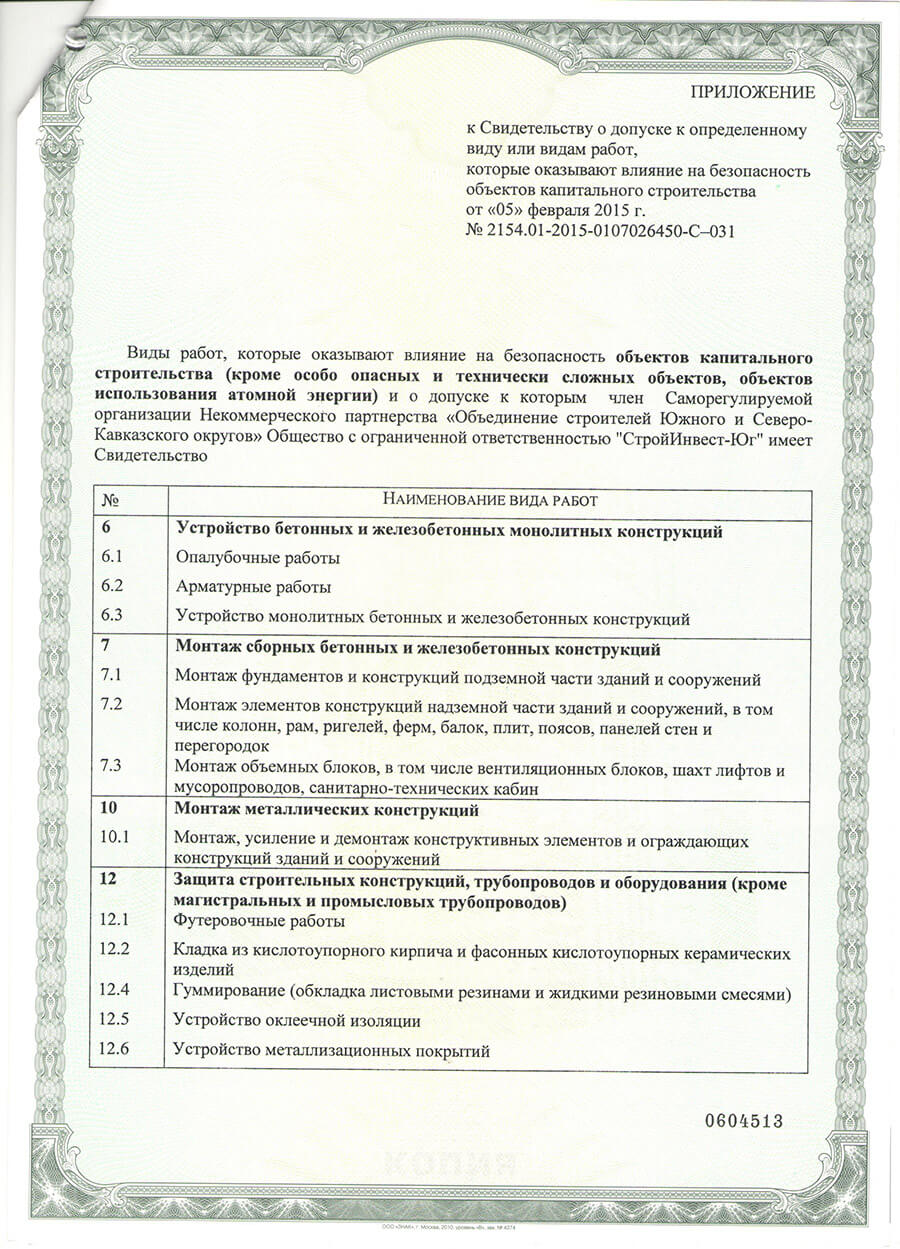 ПРИЛОЖЕНИЕ
к Свидетельству о допуске к определенному
виду или видам работ,
которые оказывают влияние на безопасность
объектов капитального строительства
от «05» февраля 2015 г.
№ 2154.01-2015-0107026450-С–031
Виды работ, которые оказывают влияние на безопасность объектов капитального
строительства (кроме особо опасных и технически сложных объектов, объектов
использования атомной энергии) и о допуске к которым член Саморегулируемой
организации Некоммерческого партнерства «Объединение строителей Южного и Северо-
Кавказского округов» Общество с ограниченной ответственностью "СтройИнвест-Юг" имеет
Свидетельство
№ НАИМЕНОВАНИЕ ВИДА РАБОТ
6 Устройство бетонных и железобетонных монолитных конструкций
6.1 Опалубочные работы
6.2 Арматурные работы
6.3 Устройство монолитных бетонных и железобетонных конструкций
7 Монтаж сборных бетонных и железобетонных конструкций
7.1 Монтаж фундаментов и конструкций подземной части зданий и сооружений
7.2 Монтаж элементов конструкций надземной части зданий и сооружений, в том
числе колонн, рам, ригелей, ферм, балок, плит, поясов, панелей стен и
перегородок
7.3 Монтаж объемных блоков, в том числе вентиляционных блоков, шахт лифтов и
мусоропроводов, санитарно-технических кабин
10 Монтаж металлических конструкций
10.1 Монтаж, усиление и демонтаж конструктивных элементов и ограждающих
конструкций зданий и сооружений
12 Защита строительных конструкций, трубопроводов и оборудования (кроме
магистральных и промысловых трубопроводов)
12.1 Футеровочные работы
12.2 Кладка из кислотоупорного кирпича и фасонных кислотоупорных керамических
изделий
12.4 Гуммирование (обкладка листовыми резинами и жидкими резиновыми смесями)
12.5 Устройство оклеечной изоляции
12.6 Устройство металлизационных покрытий
0604513
ООО «ЗНАК», г. Москва, 2010, уровень «В», зак. № 4274